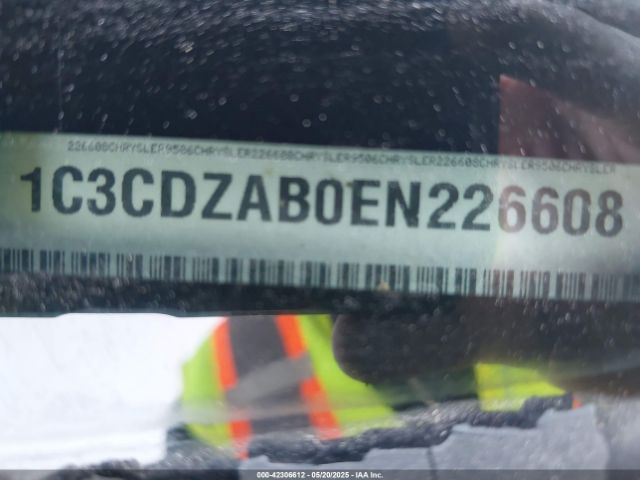 226608CHRYSLER9506CHRYSLER226608CHRYSLER9506CHRYSLER226608CHRYSLER9506CHRYSLER
1C3CDZAB0EN226608
000-42306612 - 05/20/2025 - IAA, Inc.